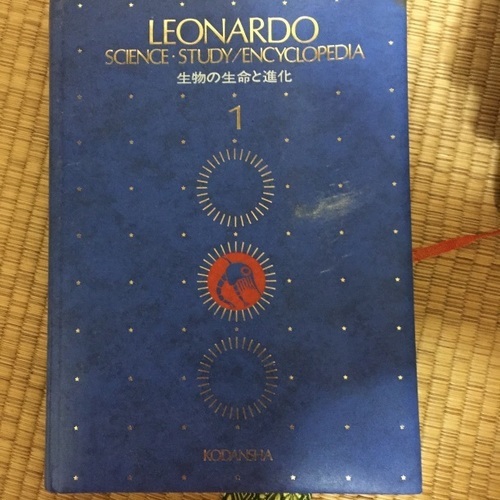 LEONARDO
SCIENCE・STUDY/ENCYCLOPEDIA
生物の生命と進化
1
KODANSHA